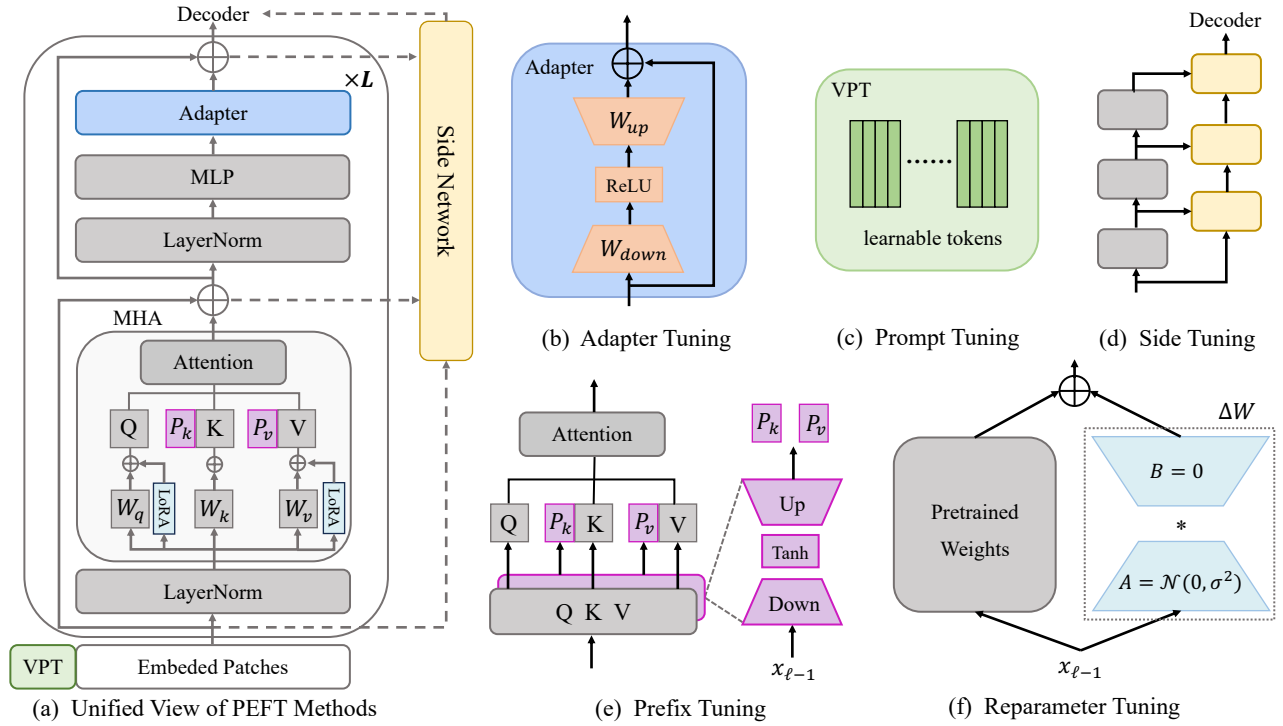 Decoder
×L
Adapter
MLP
LayerNorm
MHA
Attention
Q P_k K P_v V
W_q LoRA W_k W_v LoRA
LayerNorm
VPT Embeded Patches
Side Network
(a) Unified View of PEFT Methods
Adapter
W_up
ReLU
W_down
(b) Adapter Tuning
VPT
......
learnable tokens
(c) Prompt Tuning
Decoder
(d) Side Tuning
Attention
Q P_k K P_v V
Q K V
P_k P_v
Up
Tanh
Down
x_{ℓ−1}
(e) Prefix Tuning
ΔW
Pretrained
Weights
B = 0
*
A = 𝒩(0, σ²)
x_{ℓ−1}
(f) Reparameter Tuning